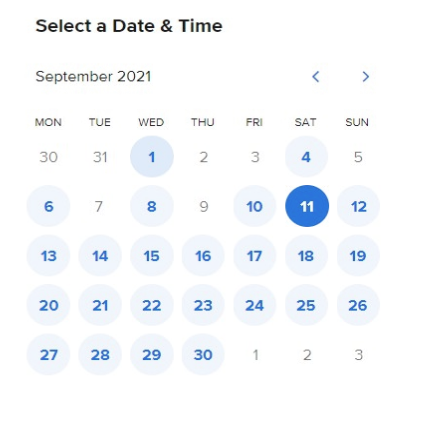 Select a Date & Time
September 2021
MON TUE WED THU FRI SAT SUN
30 31 1 2 3 4 5
6 7 8 9 10 11 12
13 14 15 16 17 18 19
20 21 22 23 24 25 26
27 28 29 30 1 2 3